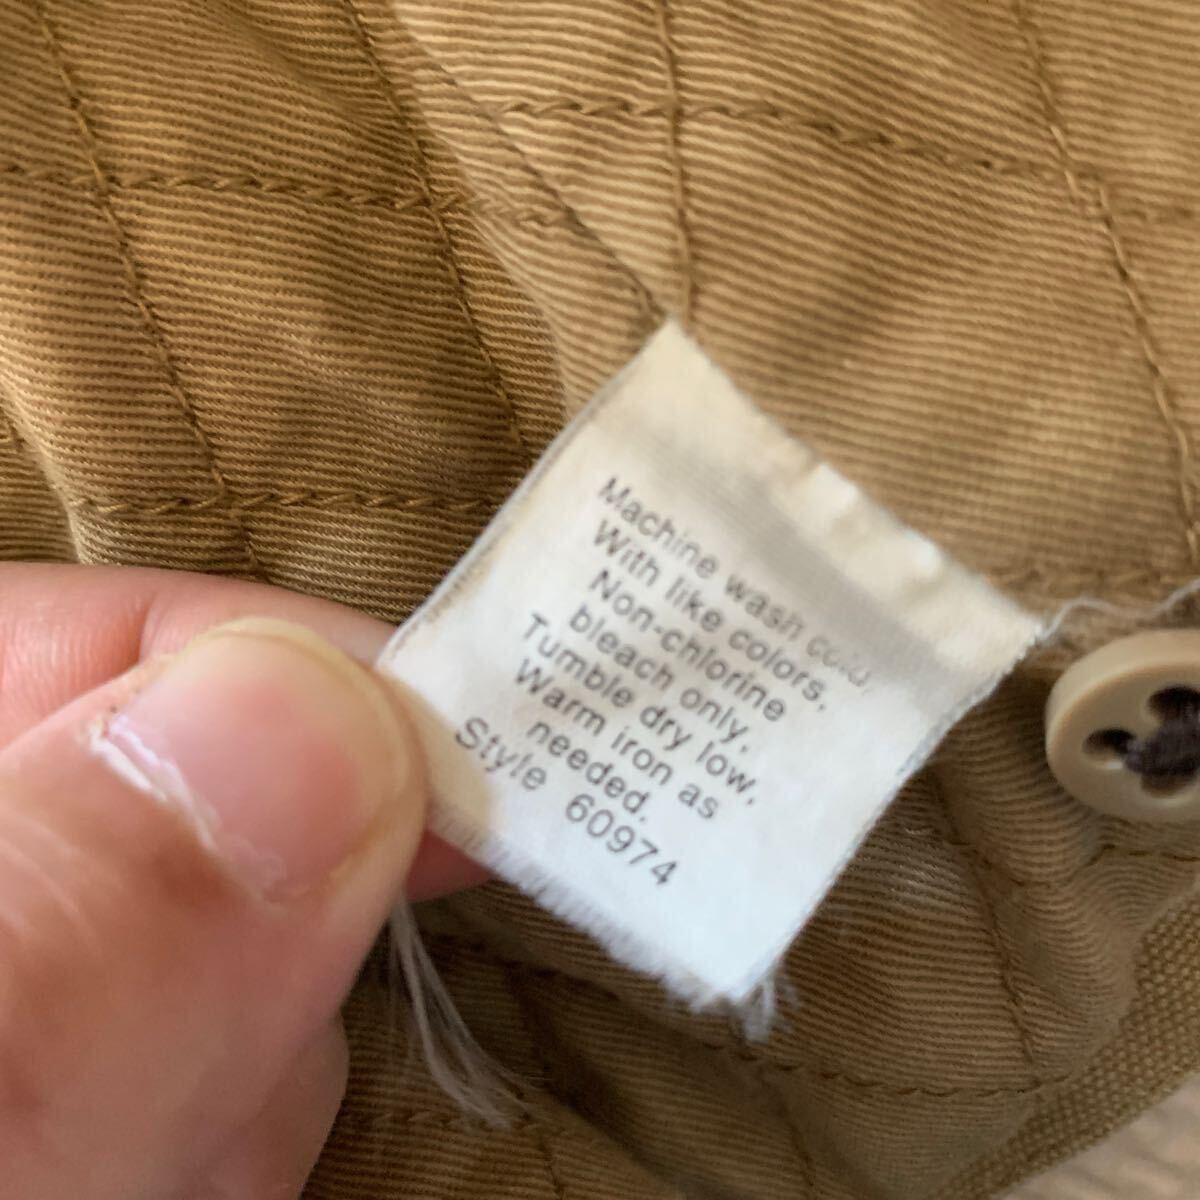 Machine wash cold,
With like colors.
Non-chlorine
bleach only.
Tumble dry low.
Warm iron as
needed.
Style 60974